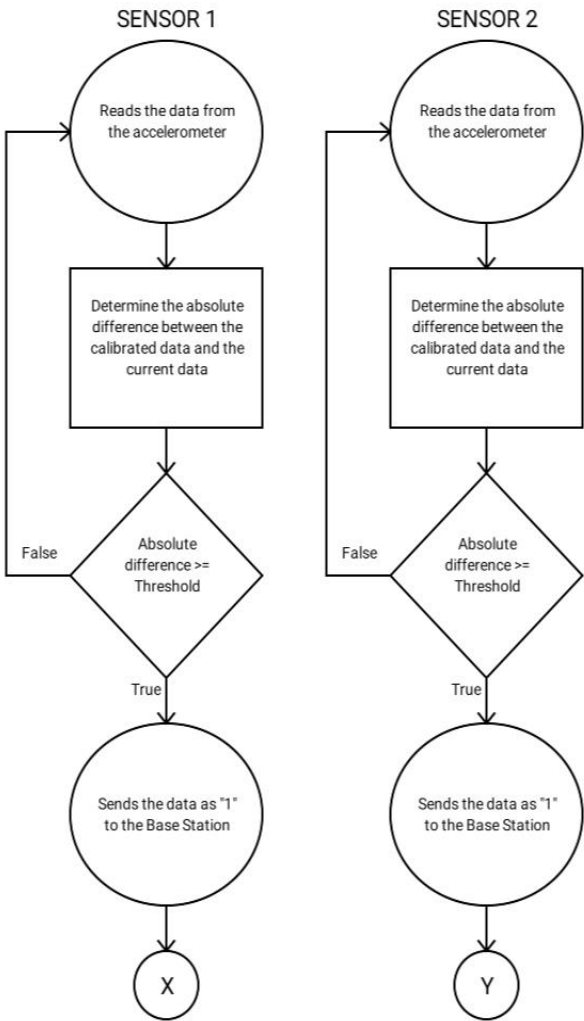 SENSOR 1
Reads the data from
the accelerometer
Determine the absolute
difference between the
calibrated data and the
current data
False
Absolute
difference >=
Threshold
True
Sends the data as "1"
to the Base Station
X
SENSOR 2
Reads the data from
the accelerometer
Determine the absolute
difference between the
calibrated data and the
current data
False
Absolute
difference >=
Threshold
True
Sends the data as "1"
to the Base Station
Y